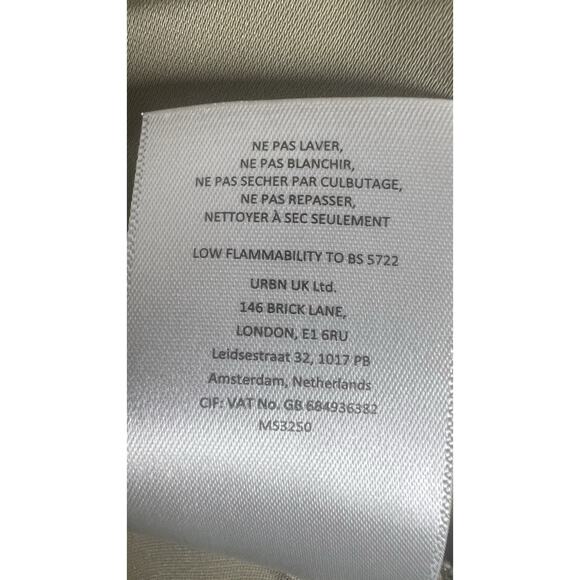 NE PAS LAVER,
NE PAS BLANCHIR,
NE PAS SECHER PAR CULBUTAGE,
NE PAS REPASSER,
NETTOYER À SEC SEULEMENT
LOW FLAMMABILITY TO BS 5722
URBN UK Ltd.
146 BRICK LANE,
LONDON, E1 6RU
Leidsestraat 32, 1017 PB
Amsterdam, Netherlands
CIF: VAT No. GB 684936382
MS3250